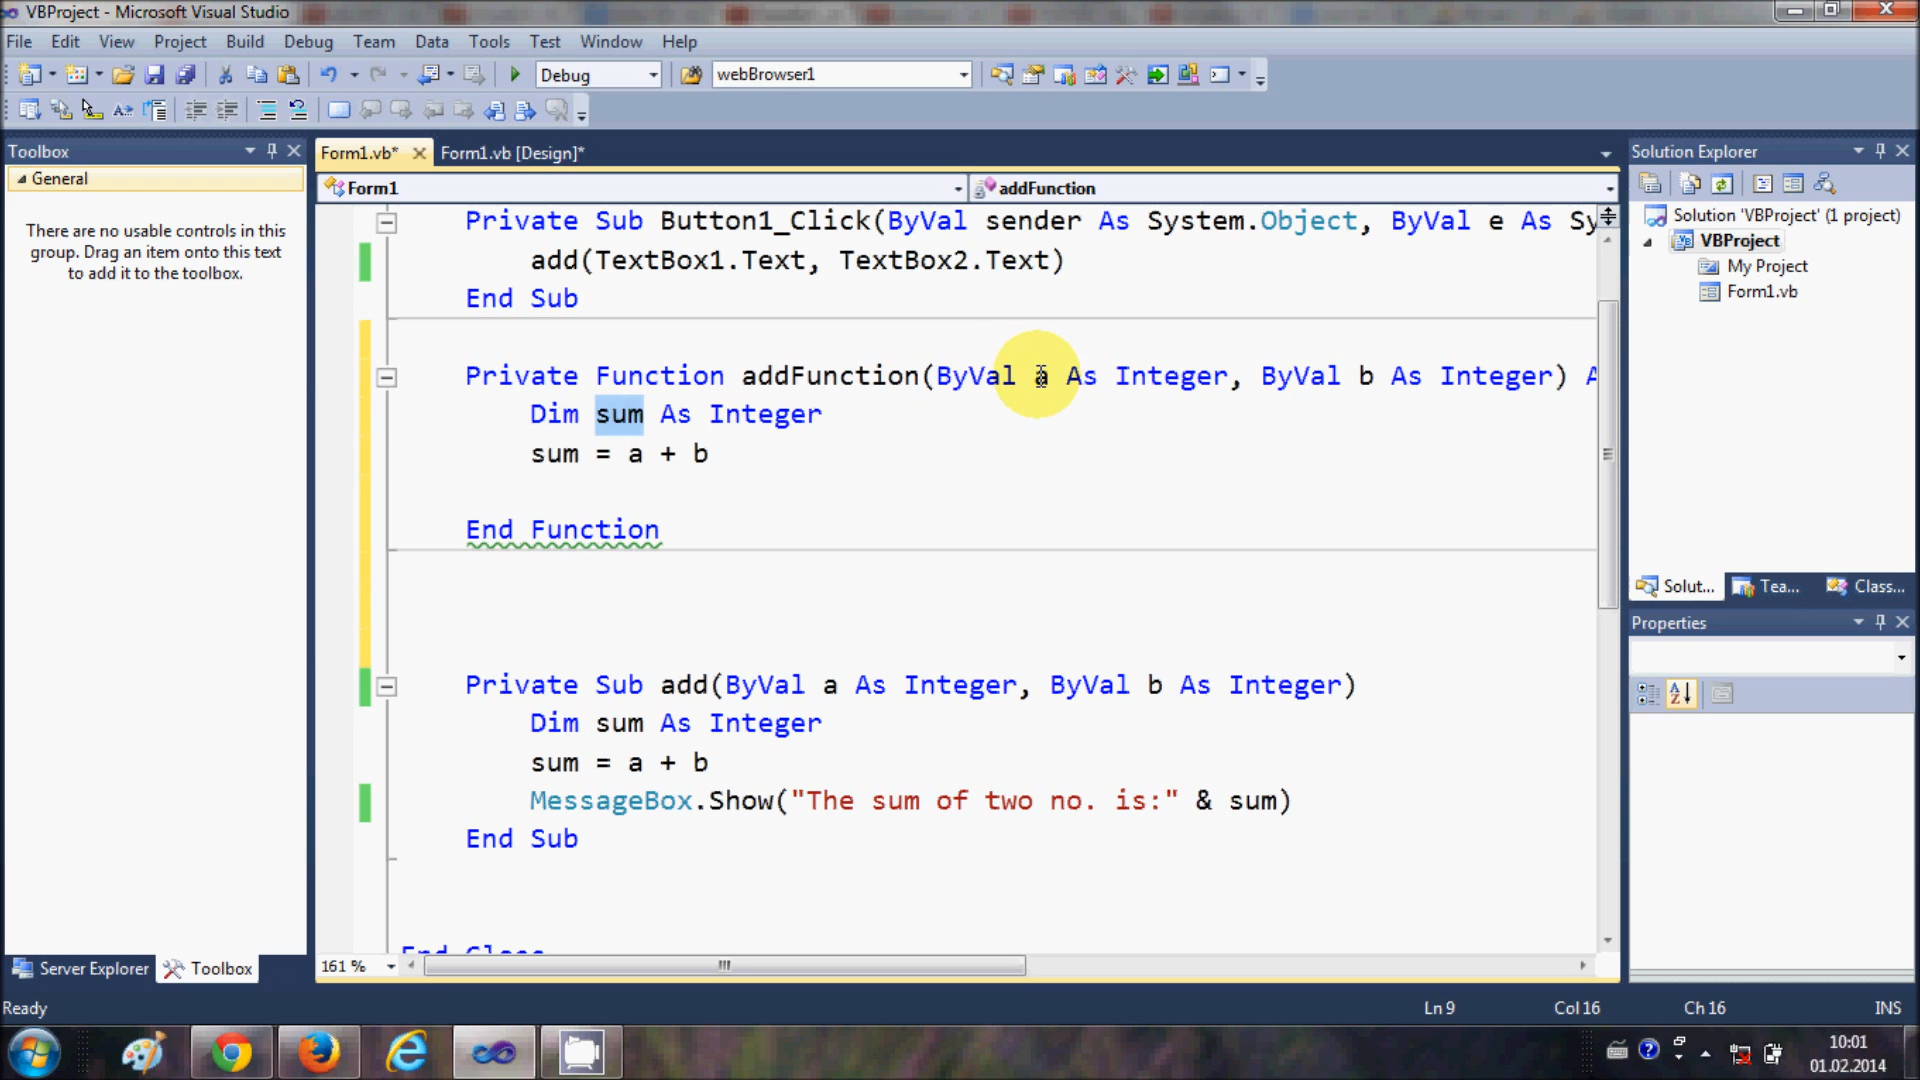 VBProject - Microsoft Visual Studio
File Edit View Project Build Debug Team Data Tools Test Window Help
Debug webBrowser1
Toolbox
General
There are no usable controls in this
group. Drag an item onto this text
to add it to the toolbox.
Server Explorer Toolbox
Form1.vb* Form1.vb [Design]*
Form1 addFunction
Private Sub Button1_Click(ByVal sender As System.Object, ByVal e As Sy
add(TextBox1.Text, TextBox2.Text)
End Sub
Private Function addFunction(ByVal a As Integer, ByVal b As Integer) A
Dim sum As Integer
sum = a + b
End Function
Private Sub add(ByVal a As Integer, ByVal b As Integer)
Dim sum As Integer
sum = a + b
MessageBox.Show("The sum of two no. is:" & sum)
End Sub
End Class
161 %
Solution Explorer
Solution 'VBProject' (1 project)
VBProject
My Project
Form1.vb
Solut... Tea... Class...
Properties
Ready Ln 9 Col 16 Ch 16 INS
10:01
01.02.2014